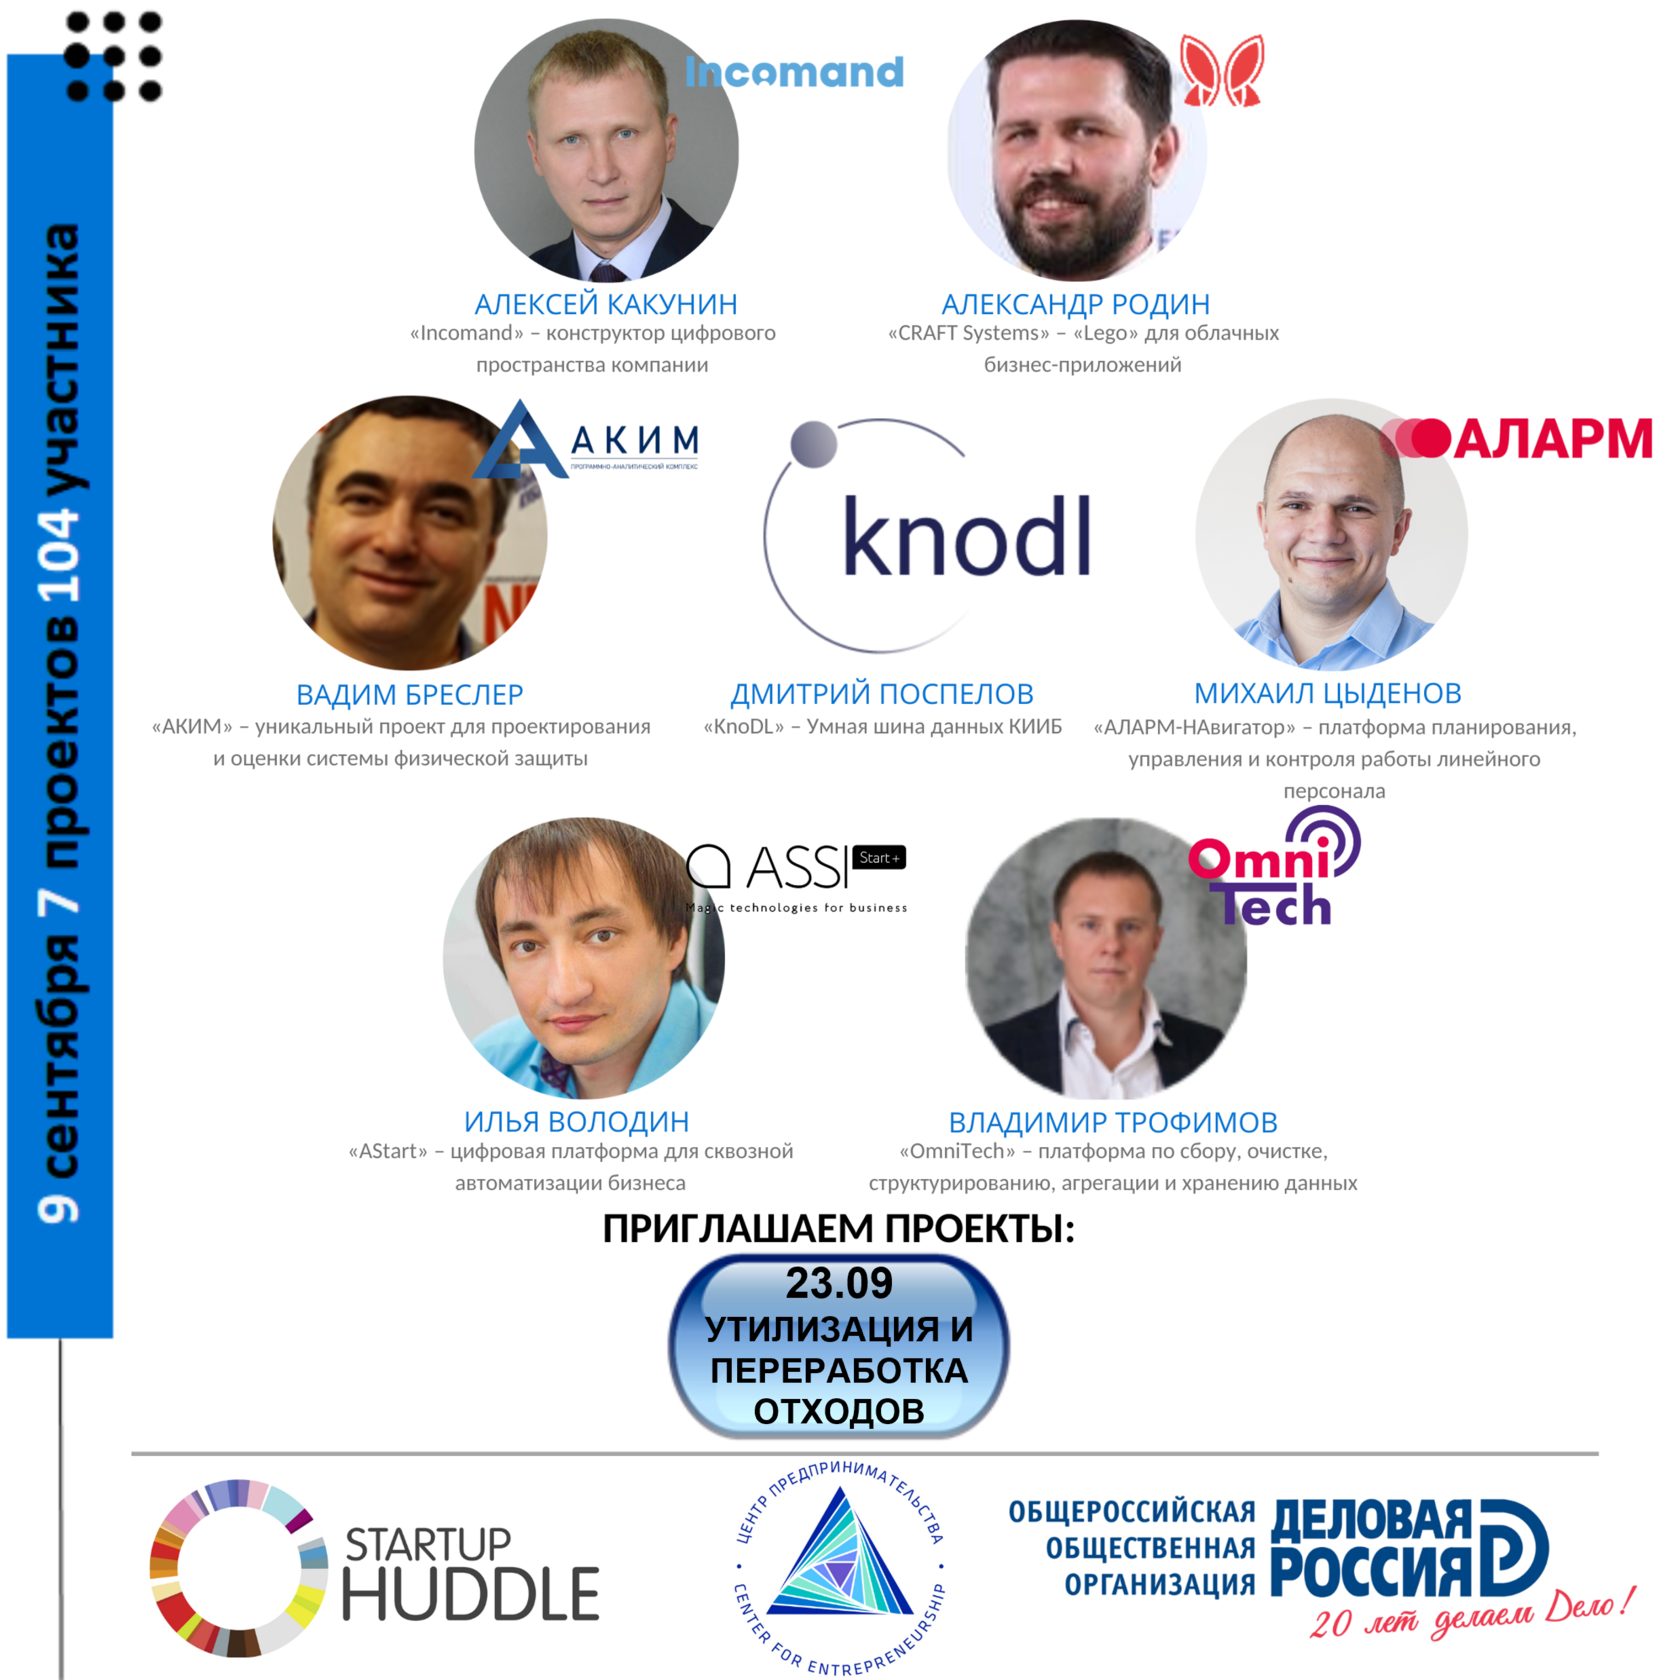 9 сентября 7 проектов 104 участника
Incomand
АЛЕКСЕЙ КАКУНИН
«Incomand» – конструктор цифрового
пространства компании
АЛЕКСАНДР РОДИН
«CRAFT Systems» – «Lego» для облачных
бизнес-приложений
АКИМ
ПРОГРАММНО-АНАЛИТИЧЕСКИЙ КОМПЛЕКС
ВАДИМ БРЕСЛЕР
«АКИМ» – уникальный проект для проектирования
и оценки системы физической защиты
knodl
ДМИТРИЙ ПОСПЕЛОВ
«KnoDL» – Умная шина данных КИИБ
АЛАРМ
МИХАИЛ ЦЫДЕНОВ
«АЛАРМ-НАвигатор» – платформа планирования,
управления и контроля работы линейного
персонала
ASSI Start+
Magic technologies for business
ИЛЬЯ ВОЛОДИН
«AStart» – цифровая платформа для сквозной
автоматизации бизнеса
Omni
Tech
ВЛАДИМИР ТРОФИМОВ
«OmniTech» – платформа по сбору, очистке,
структурированию, агрегации и хранению данных
ПРИГЛАШАЕМ ПРОЕКТЫ:
23.09
УТИЛИЗАЦИЯ И
ПЕРЕРАБОТКА
ОТХОДОВ
STARTUP
HUDDLE
ЦЕНТР ПРЕДПРИНИМАТЕЛЬСТВА
CENTER FOR ENTREPRENEURSHIP
ОБЩЕРОССИЙСКАЯ
ОБЩЕСТВЕННАЯ
ОРГАНИЗАЦИЯ
ДЕЛОВАЯ
РОССИЯ
20 лет делаем Дело!